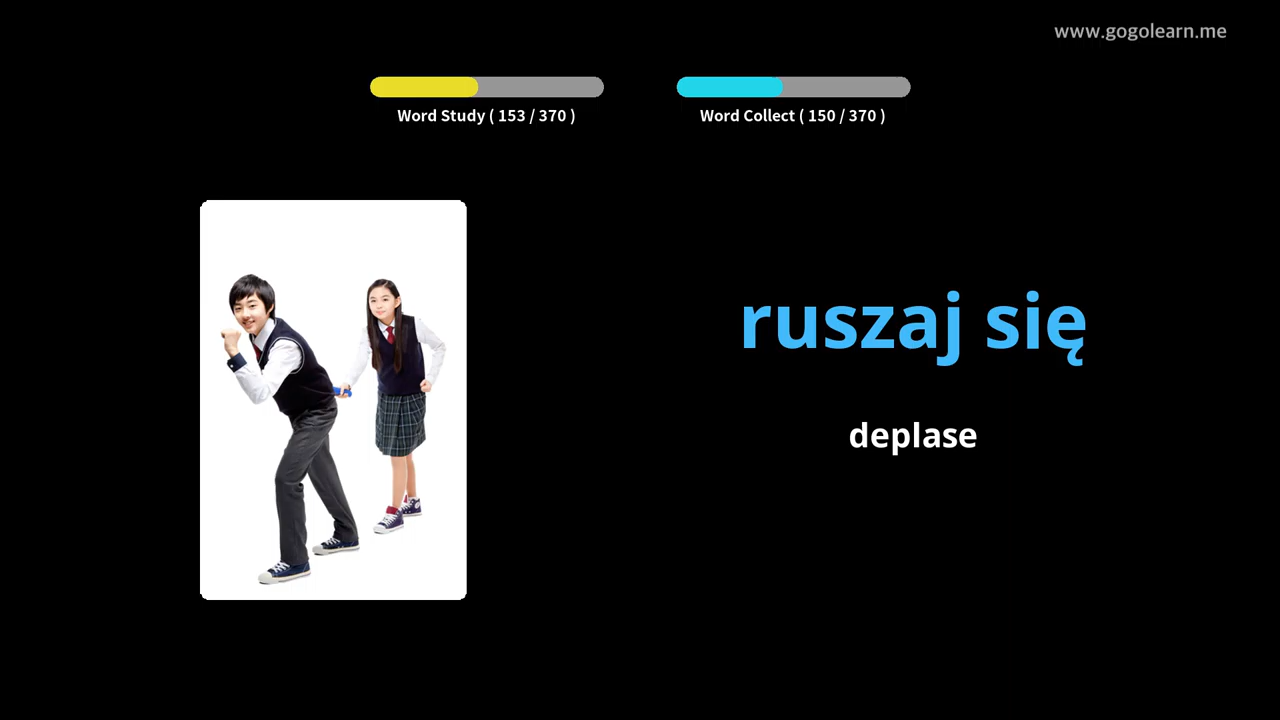 www.gogolearn.me
Word Study ( 153 / 370 )
Word Collect ( 150 / 370 )
ruszaj się
deplase